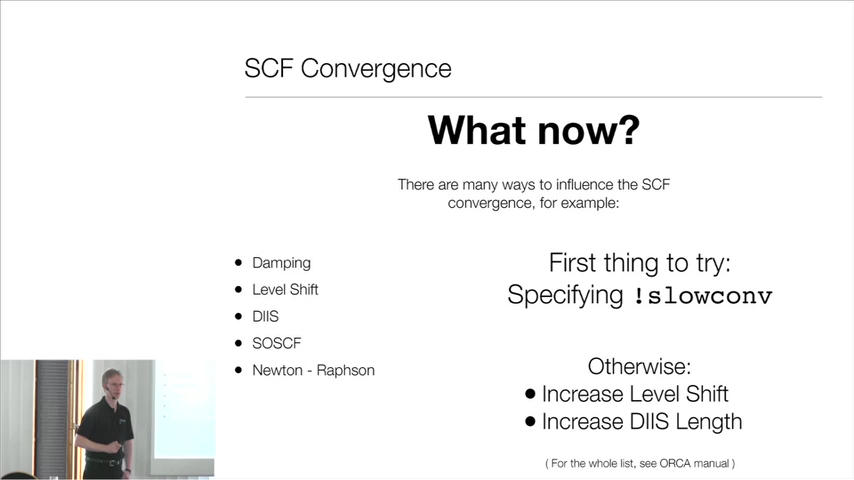 SCF Convergence
What now?
There are many ways to influence the SCF
convergence, for example:
● Damping
● Level Shift
● DIIS
● SOSCF
● Newton - Raphson
First thing to try:
Specifying !slowconv
Otherwise:
● Increase Level Shift
● Increase DIIS Length
( For the whole list, see ORCA manual )